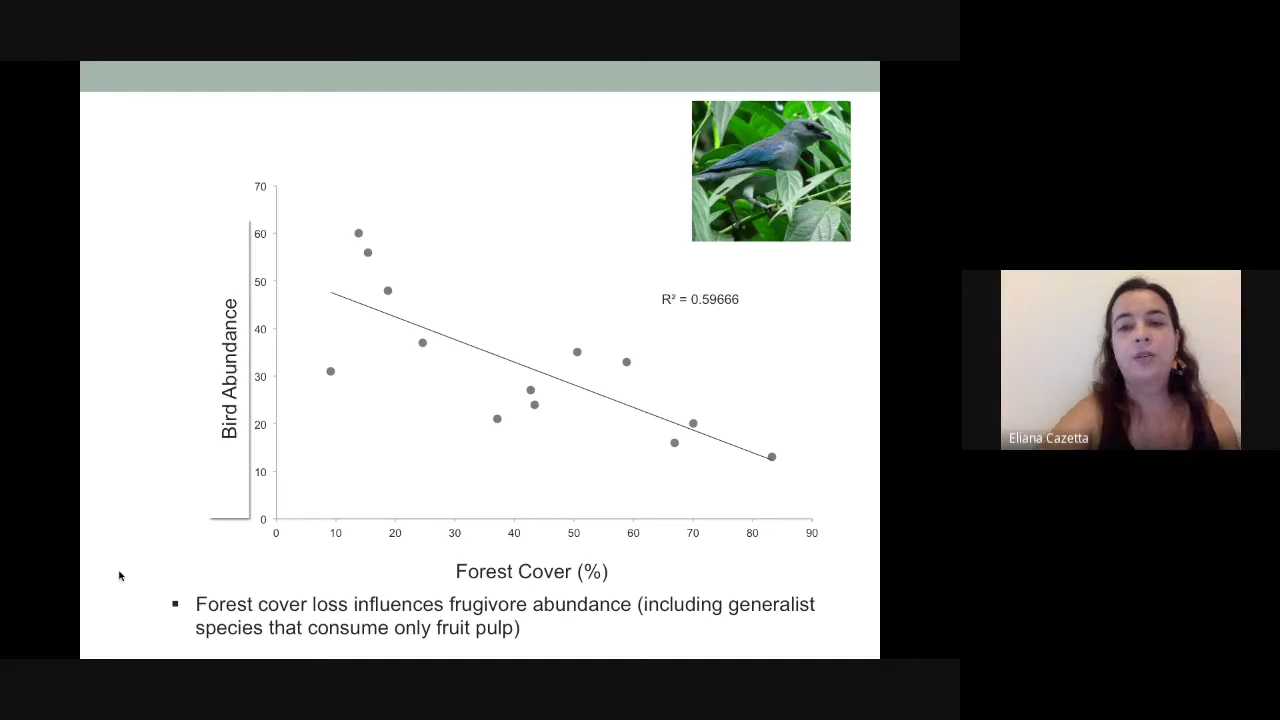 70
60
50
40
30
20
10
0
Bird Abundance
R² = 0.59666
0 10 20 30 40 50 60 70 80 90
Forest Cover (%)
▪ Forest cover loss influences frugivore abundance (including generalist
species that consume only fruit pulp)
Eliana Cazetta